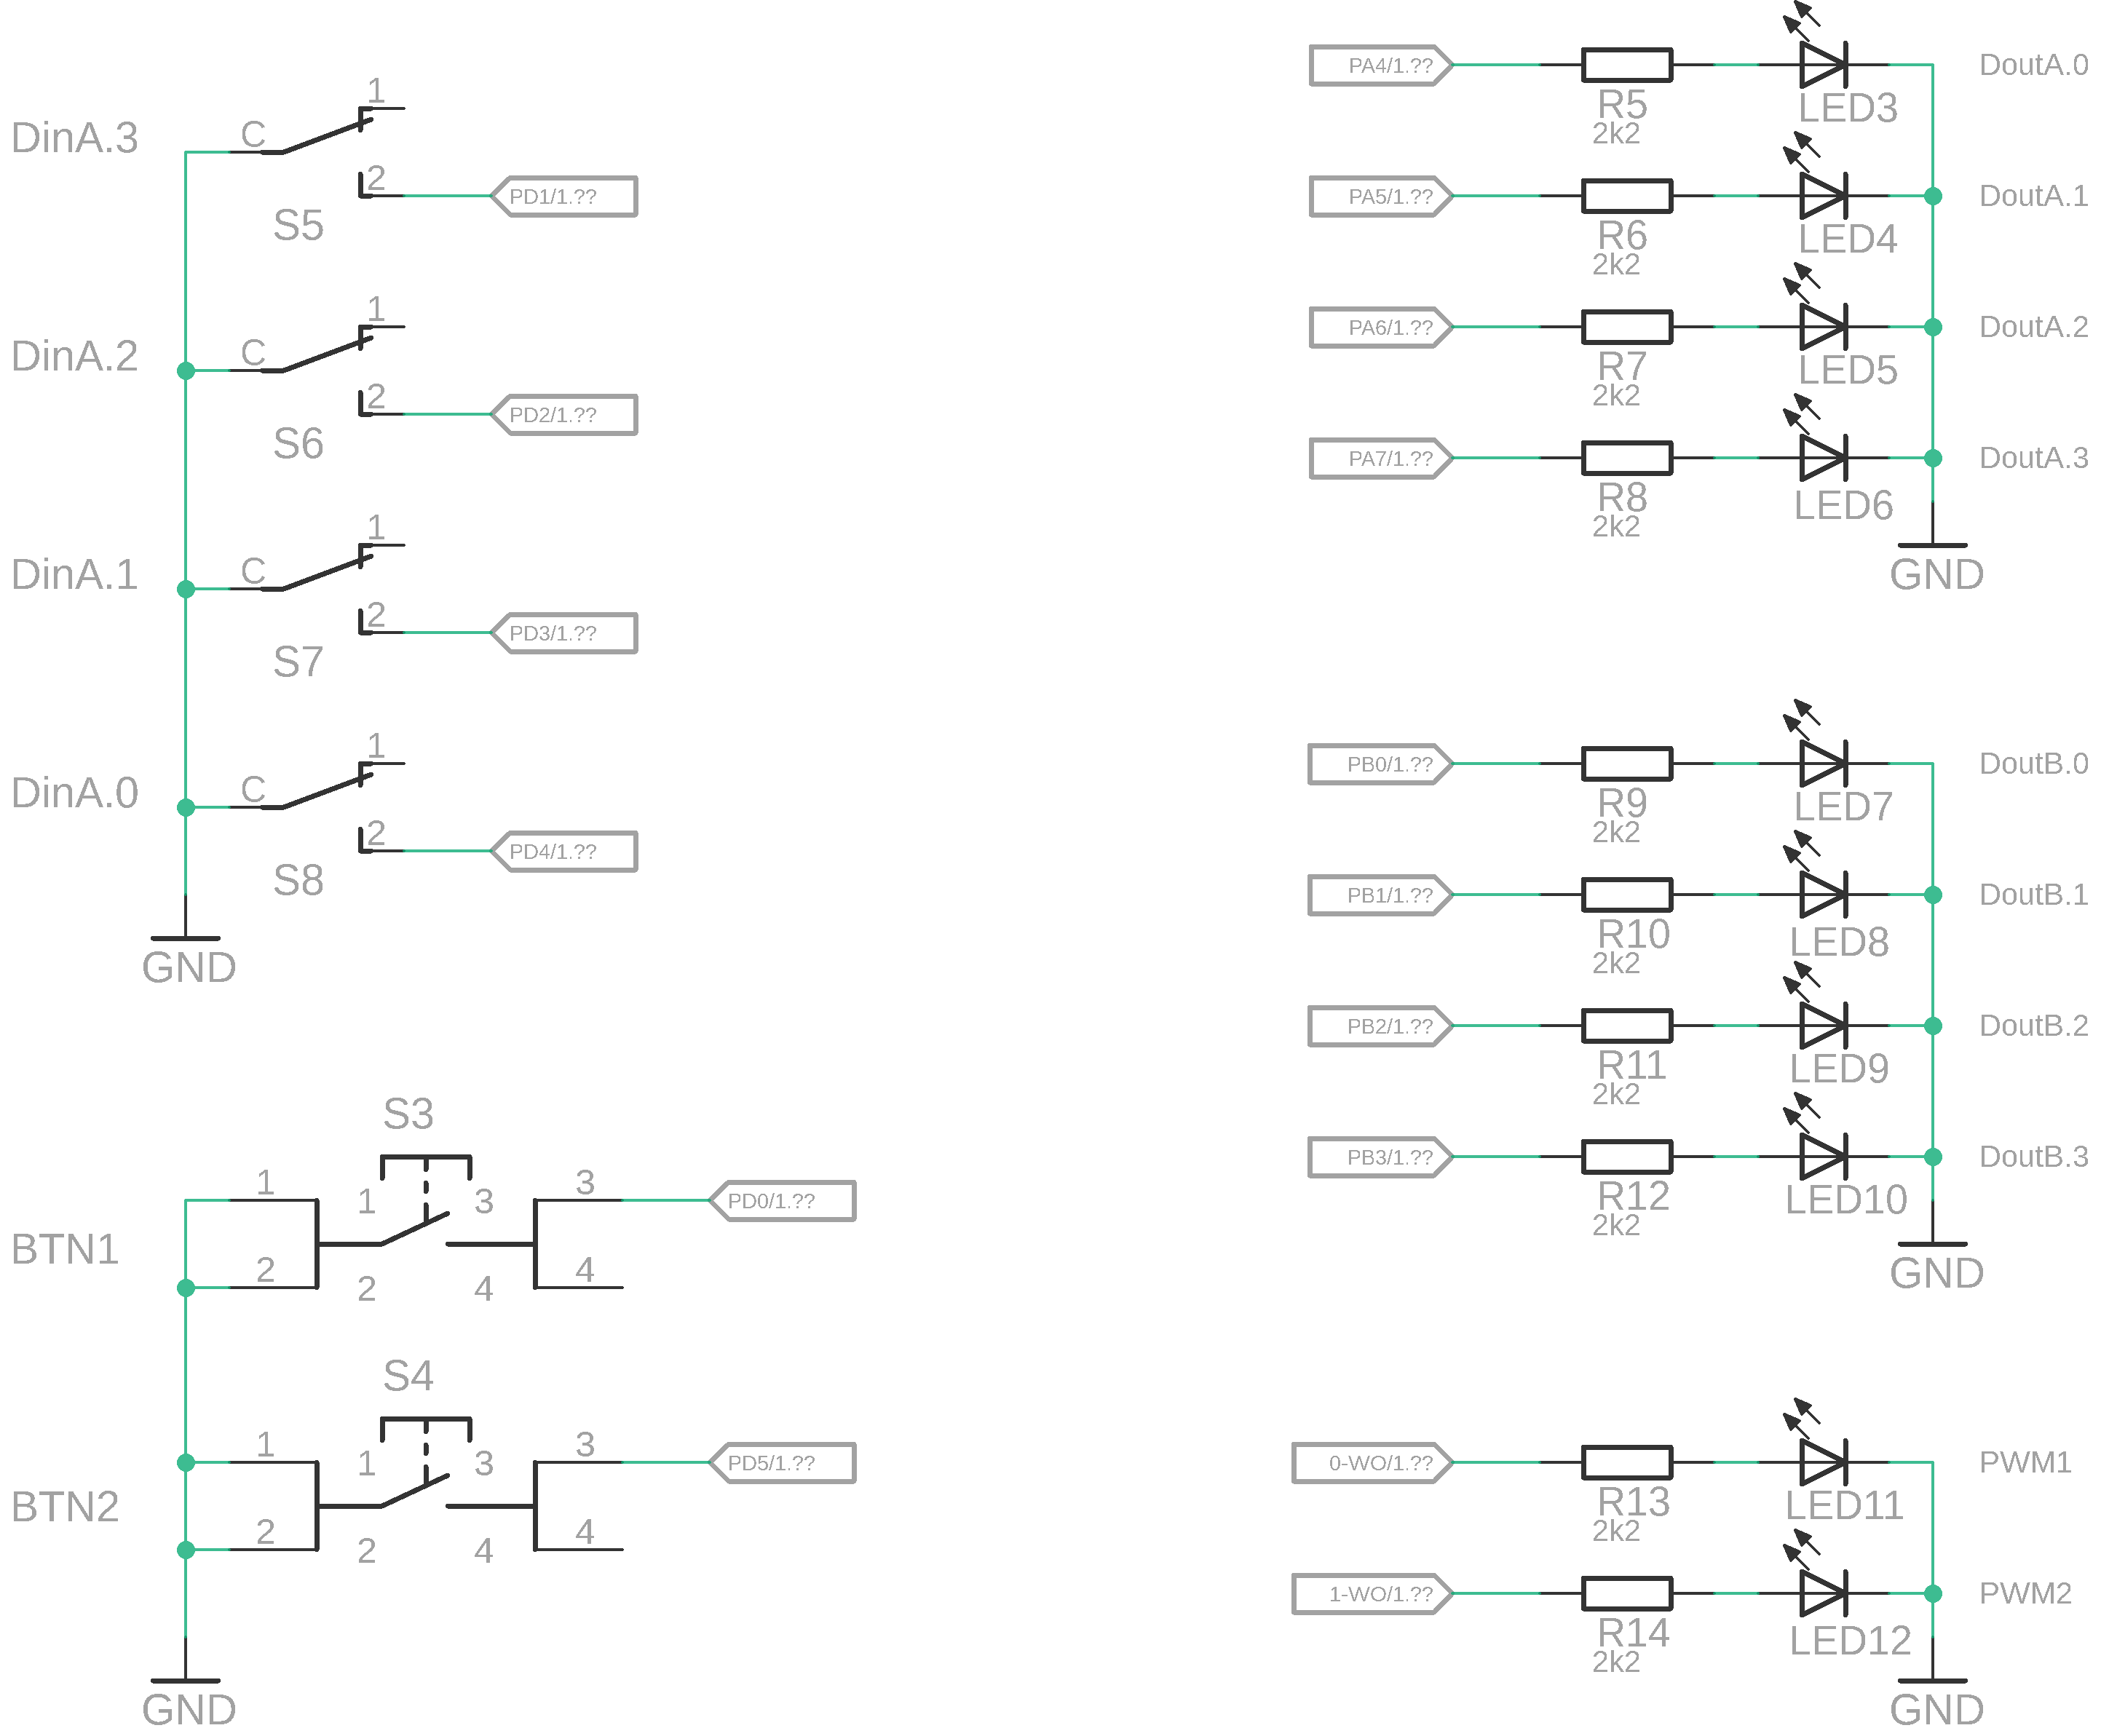 DinA.3
C
1
2
PD1/1.??
S5
DinA.2
C
1
2
PD2/1.??
S6
DinA.1
C
1
2
PD3/1.??
S7
DinA.0
C
1
2
PD4/1.??
S8
GND
S3
BTN1
1
2
1
2
3
4
3
4
PD0/1.??
S4
BTN2
1
2
1
2
3
4
3
4
PD5/1.??
GND
PA4/1.??
R5
2k2
LED3
DoutA.0
PA5/1.??
R6
2k2
LED4
DoutA.1
PA6/1.??
R7
2k2
LED5
DoutA.2
PA7/1.??
R8
2k2
LED6
DoutA.3
GND
PB0/1.??
R9
2k2
LED7
DoutB.0
PB1/1.??
R10
2k2
LED8
DoutB.1
PB2/1.??
R11
2k2
LED9
DoutB.2
PB3/1.??
R12
2k2
LED10
DoutB.3
GND
0-WO/1.??
R13
2k2
LED11
PWM1
1-WO/1.??
R14
2k2
LED12
PWM2
GND